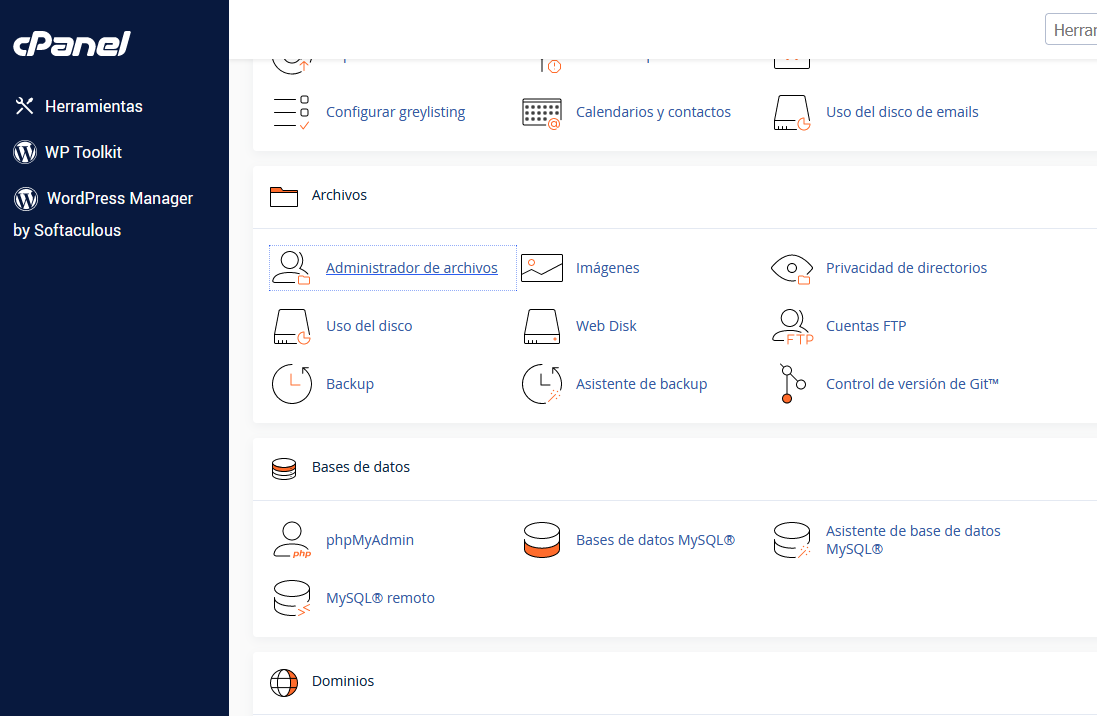 cPanel
Herramientas
WP Toolkit
WordPress Manager
by Softaculous
Herrar
Configurar greylisting
Calendarios y contactos
Uso del disco de emails
Archivos
Administrador de archivos
Imágenes
Privacidad de directorios
Uso del disco
Web Disk
FTP
Cuentas FTP
Backup
Asistente de backup
Control de versión de Git™
Bases de datos
php
phpMyAdmin
Bases de datos MySQL®
Asistente de base de datos
MySQL®
MySQL® remoto
Dominios